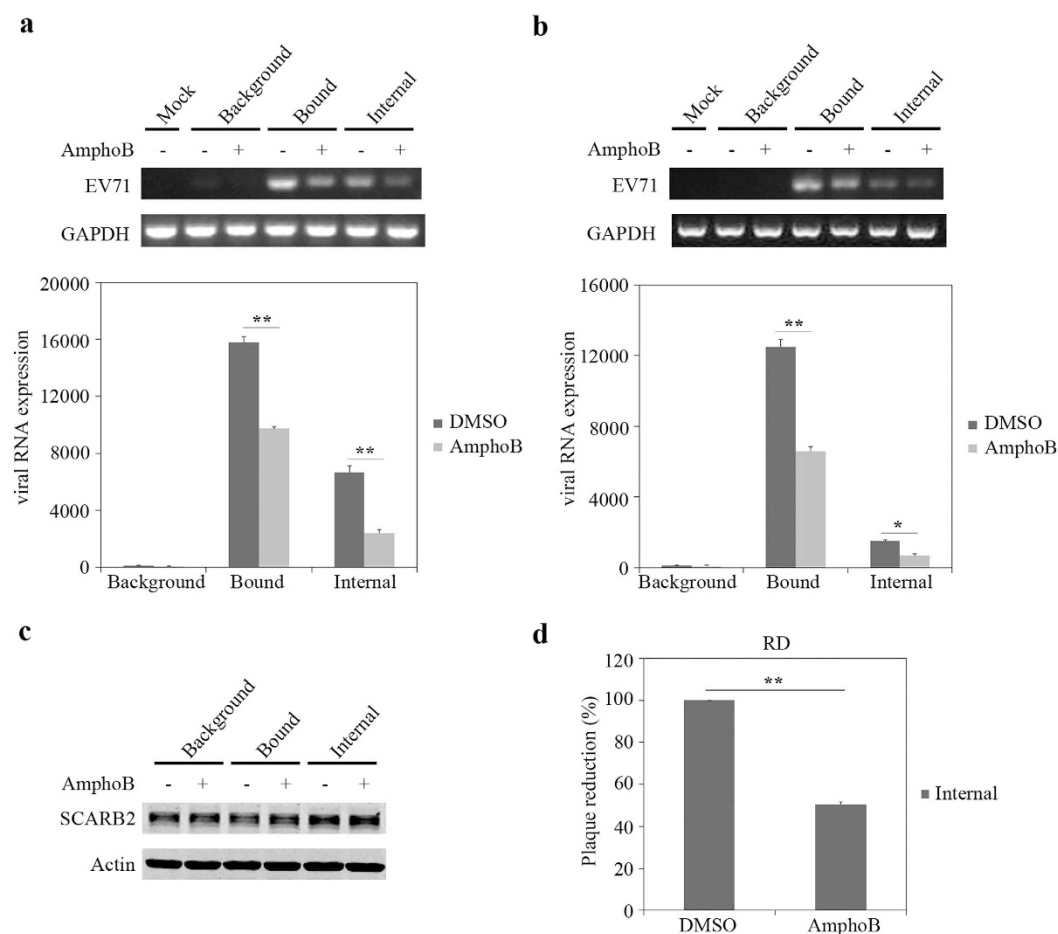 a
Mock Background Bound Internal
AmphoB - - + - + - +
EV71
GAPDH
20000
16000
12000
8000
4000
0
viral RNA expression
**
**
DMSO
AmphoB
Background Bound Internal
b
Mock Background Bound Internal
AmphoB - - + - + - +
EV71
GAPDH
16000
12000
8000
4000
0
viral RNA expression
**
*
DMSO
AmphoB
Background Bound Internal
c
Background Bound Internal
AmphoB - + - + - +
SCARB2
Actin
d
RD
120
100
80
60
40
20
0
Plaque reduction (%)
**
Internal
DMSO AmphoB